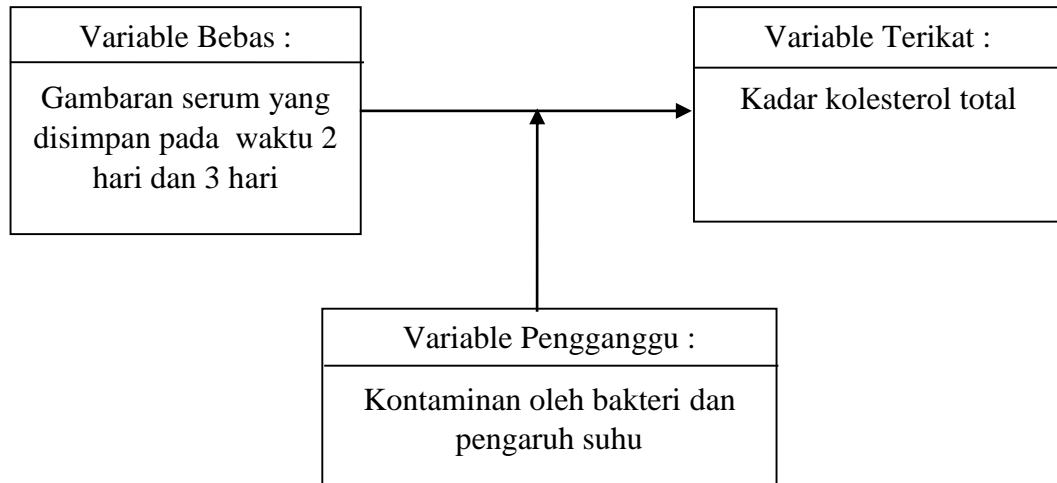 Variable Bebas :
Gambaran serum yang
disimpan pada waktu 2
hari dan 3 hari
Variable Terikat :
Kadar kolesterol total
Variable Pengganggu :
Kontaminan oleh bakteri dan
pengaruh suhu